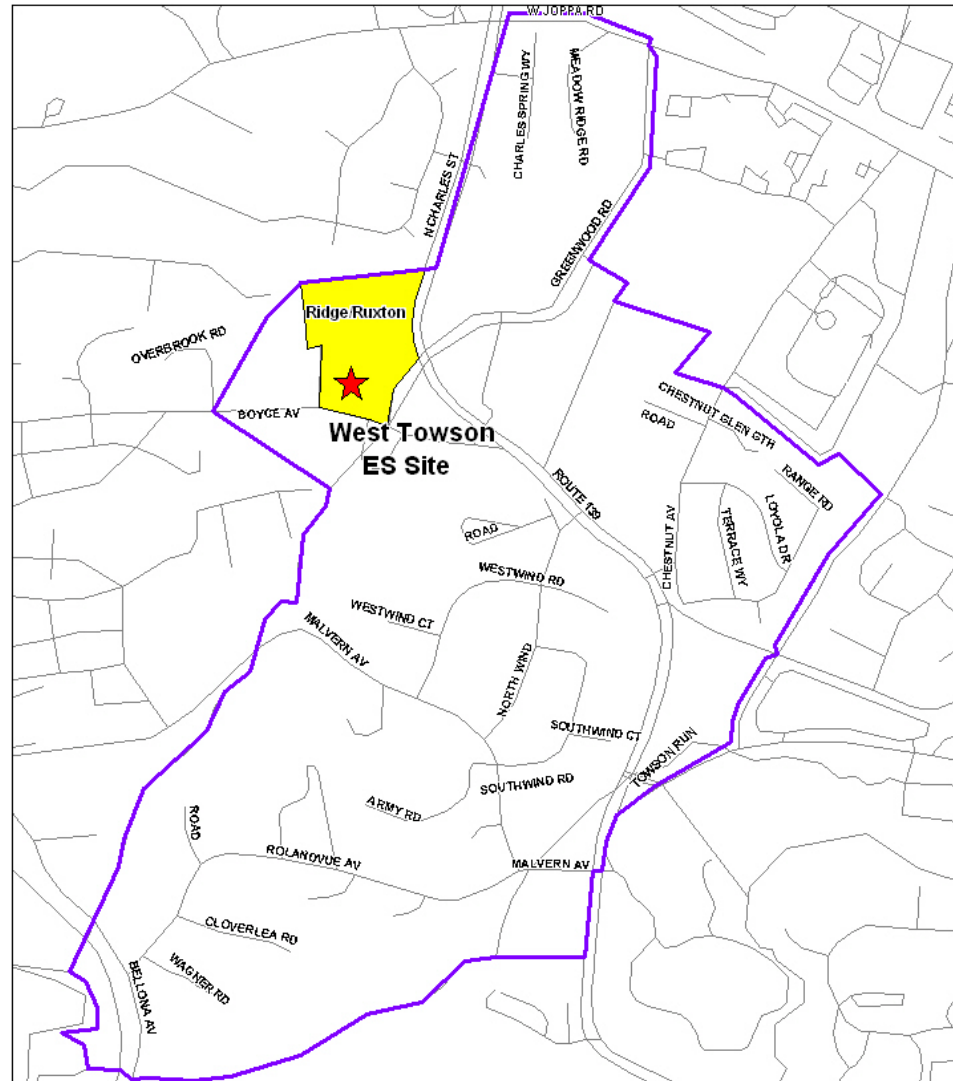 W. JOPPA RD
CHARLES SPRING WY
MEADOW RIDGE RD
N CHARLES ST
GREENWOOD RD
Ridge/Ruxton
OVERBROOK RD
BOYCE AV
West Towson
ES Site
CHESTNUT GLEN GTH
ROAD
RANGE RD
ROUTE 139
LOYOLA DR
TERRACE WY
CHESTNUT AV
ROAD
WESTWIND RD
WESTWIND CT
MALVERN AV
NORTH WIND
SOUTHWIND CT
TOWSON RUN
SOUTHWIND RD
ARMY RD
ROAD
ROLANDVUE AV
MALVERN AV
CLOVERLEA RD
WAGNER RD
BELLONA AV